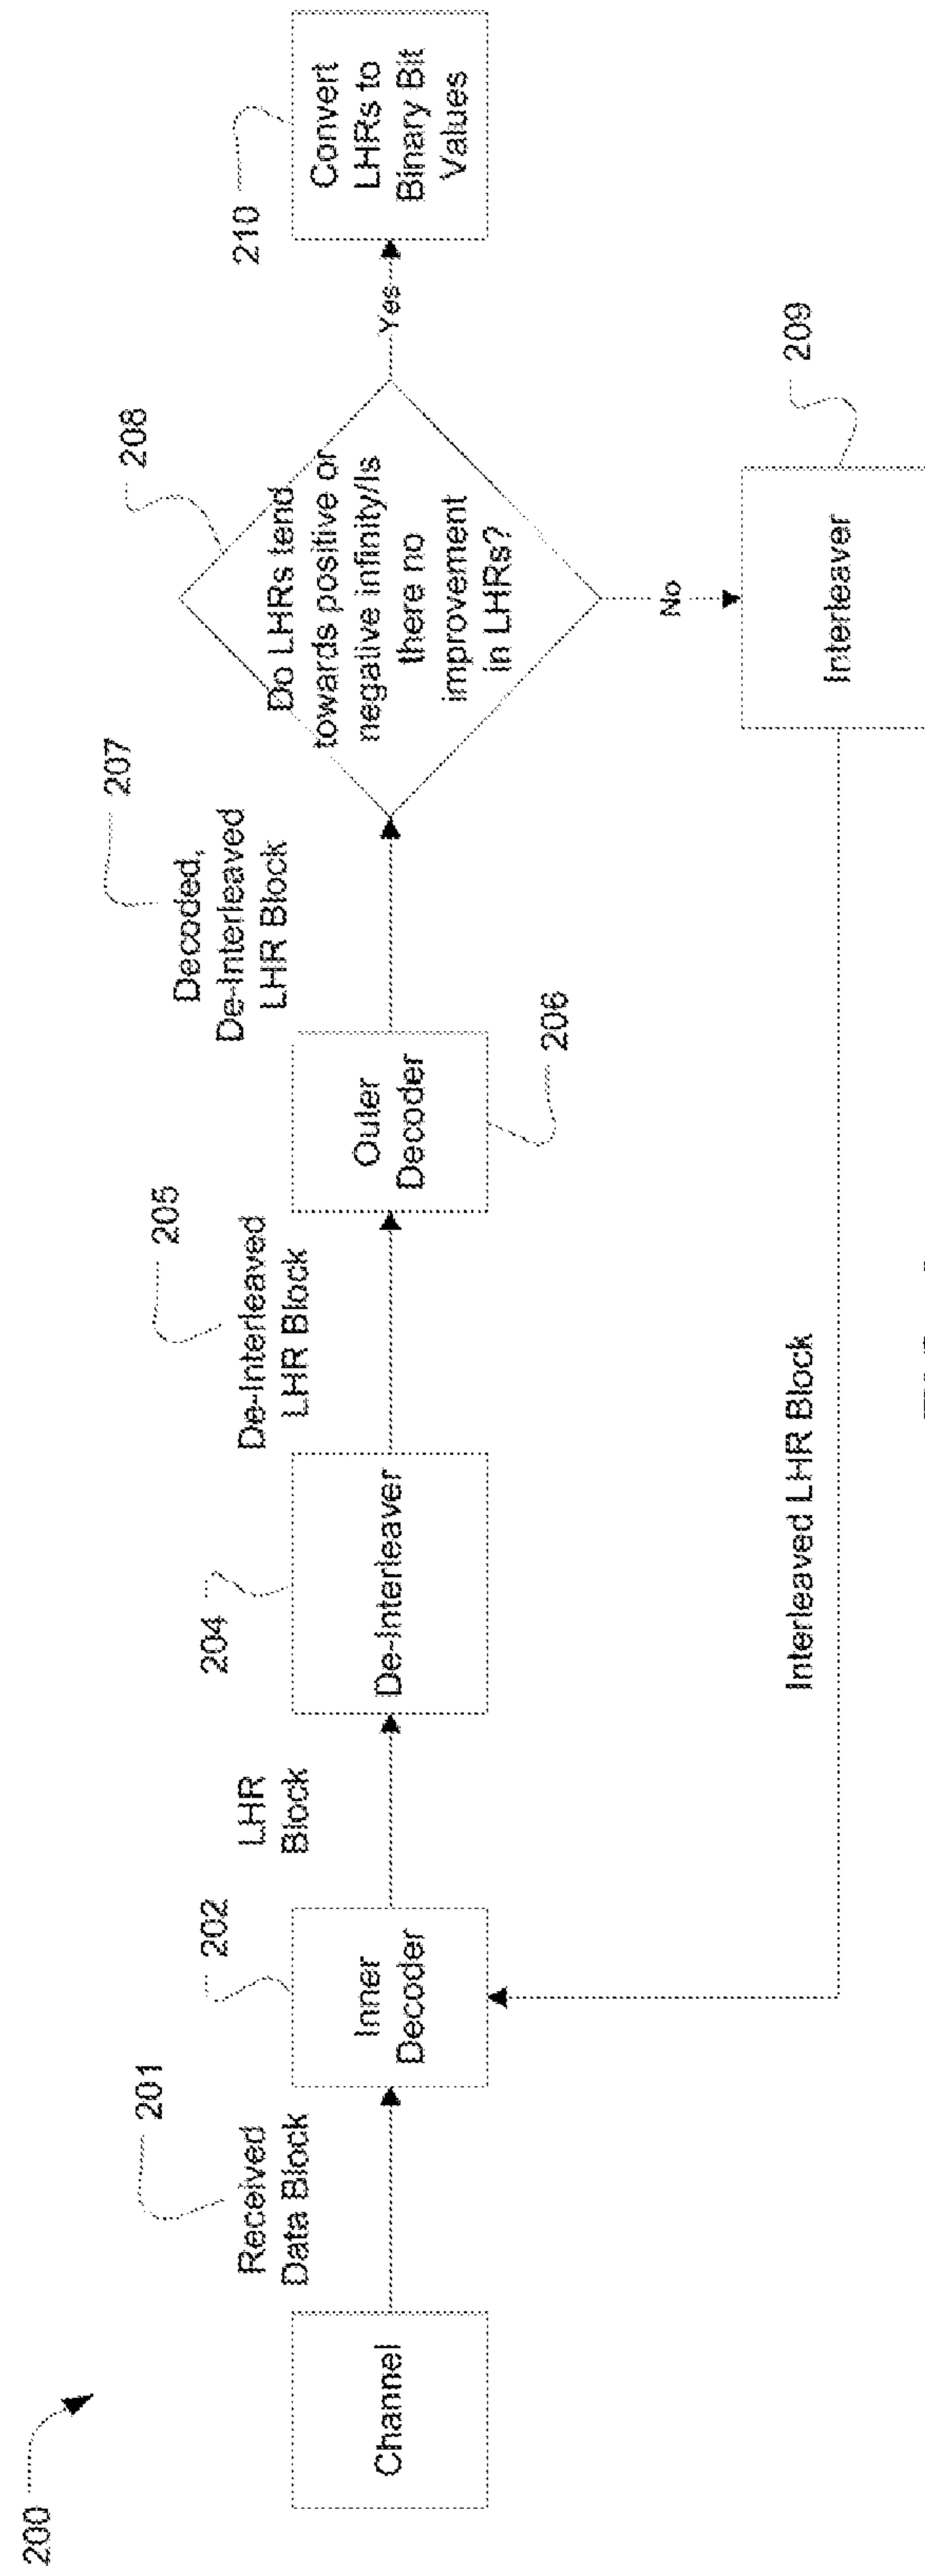 200
Channel
201
Received
Data Block
202
Inner
Decoder
LHR
Block
204
De-Interleaver
205
De-Interleaved
LHR Block
206
Outer
Decoder
207
Decoded,
De-Interleaved
LHR Block
208
Do LHRs tend
towards positive or
negative infinity/Is
there no
improvement
in LHRs?
Yes
210
Convert
LHRs to
Binary Bit
Values
No
209
Interleaver
Interleaved LHR Block